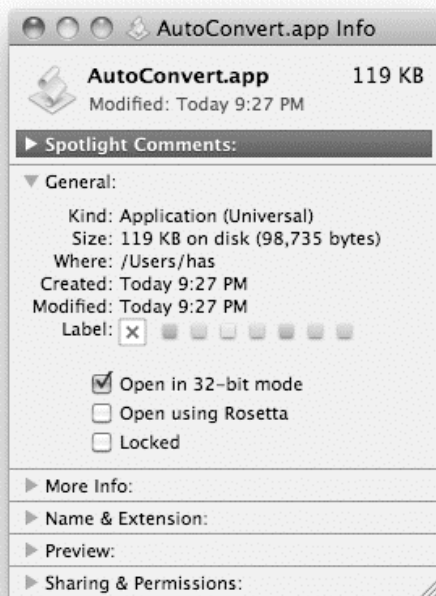 AutoConvert.app Info
AutoConvert.app 119 KB
Modified: Today 9:27 PM
Spotlight Comments:
General:
Kind: Application (Universal)
Size: 119 KB on disk (98,735 bytes)
Where: /Users/has
Created: Today 9:27 PM
Modified: Today 9:27 PM
Label:
Open in 32-bit mode
Open using Rosetta
Locked
More Info:
Name & Extension:
Preview:
Sharing & Permissions: